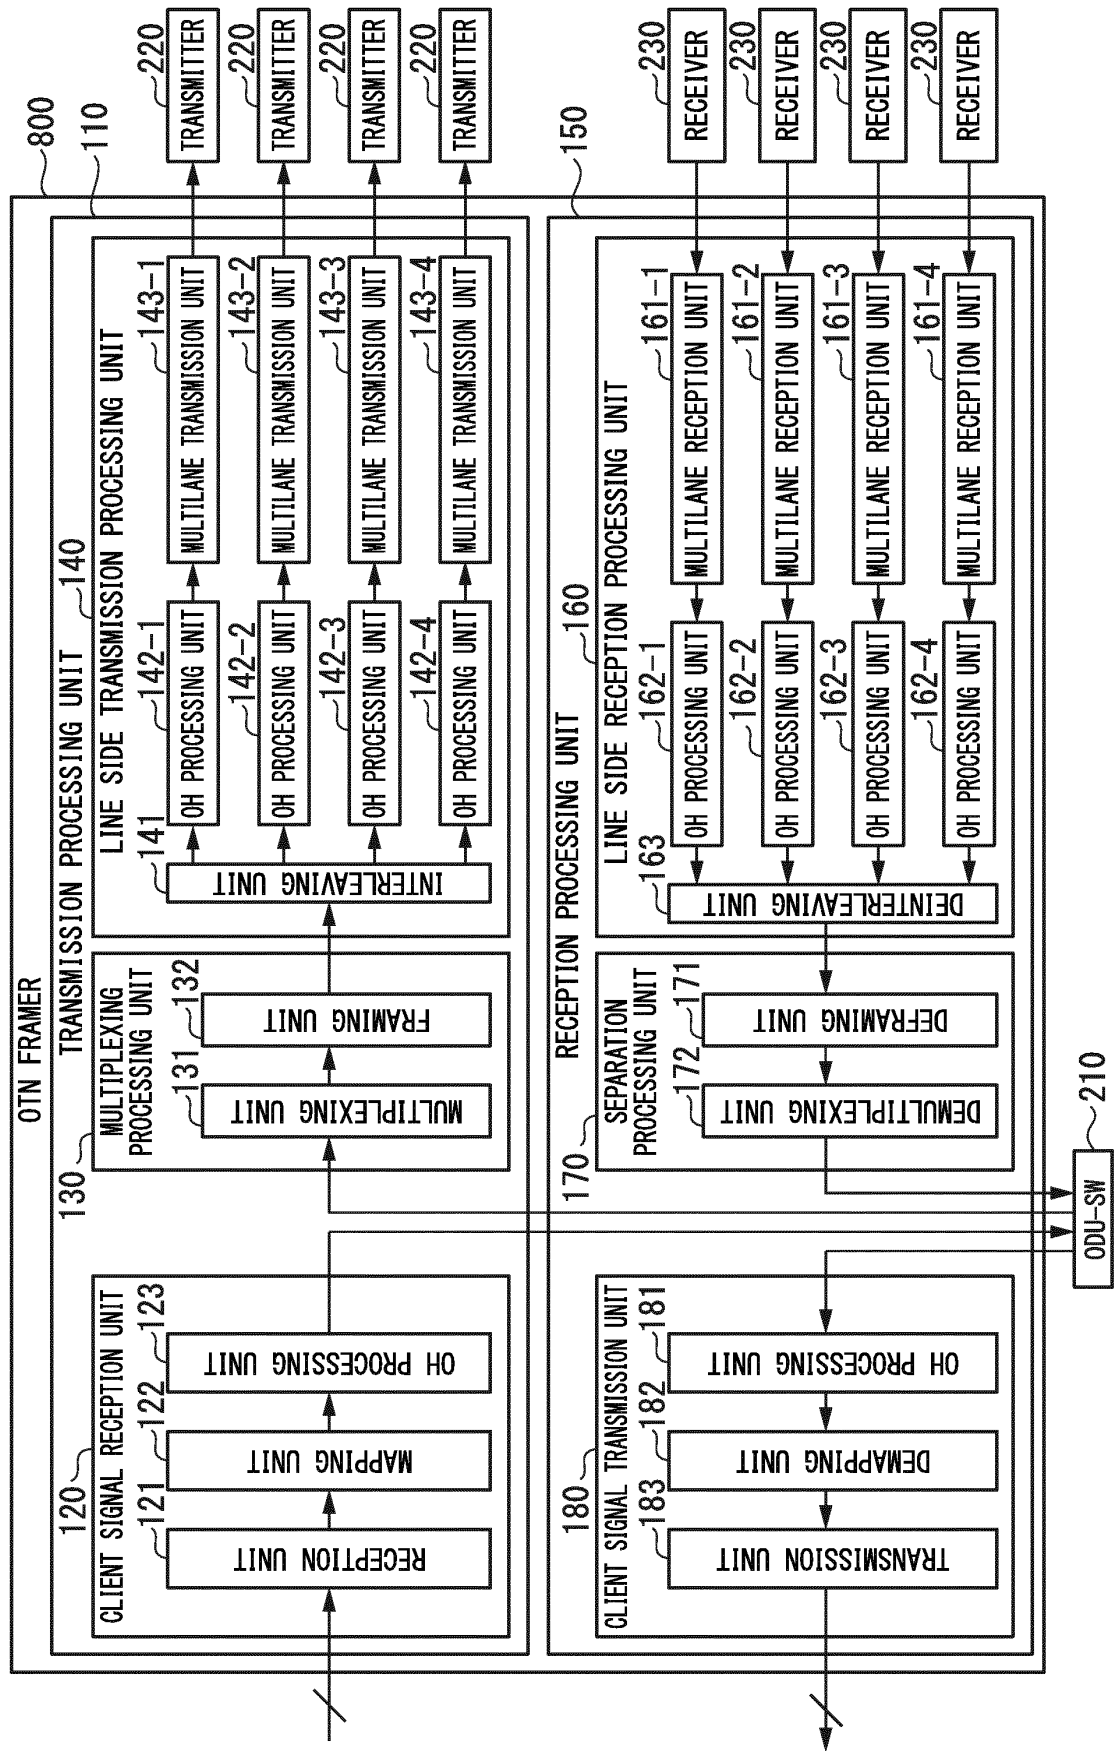 OTN FRAMER
800
TRANSMISSION PROCESSING UNIT
110
CLIENT SIGNAL RECEPTION UNIT
120
RECEPTION UNIT
121
MAPPING UNIT
122
OH PROCESSING UNIT
123
MULTIPLEXING
PROCESSING UNIT
130
MULTIPLEXING UNIT
131
FRAMING UNIT
132
LINE SIDE TRANSMISSION PROCESSING UNIT
140
INTERLEAVING UNIT
141
OH PROCESSING UNIT
142-1
MULTILANE TRANSMISSION UNIT
143-1
TRANSMITTER
220
OH PROCESSING UNIT
142-2
MULTILANE TRANSMISSION UNIT
143-2
TRANSMITTER
220
OH PROCESSING UNIT
142-3
MULTILANE TRANSMISSION UNIT
143-3
TRANSMITTER
220
OH PROCESSING UNIT
142-4
MULTILANE TRANSMISSION UNIT
143-4
TRANSMITTER
220
RECEPTION PROCESSING UNIT
150
CLIENT SIGNAL TRANSMISSION UNIT
180
TRANSMISSION UNIT
183
DEMAPPING UNIT
182
OH PROCESSING UNIT
181
SEPARATION
PROCESSING UNIT
170
DEMULTIPLEXING UNIT
172
DEFRAMING UNIT
171
LINE SIDE RECEPTION PROCESSING UNIT
160
DEINTERLEAVING UNIT
163
OH PROCESSING UNIT
162-1
MULTILANE RECEPTION UNIT
161-1
RECEIVER
230
OH PROCESSING UNIT
162-2
MULTILANE RECEPTION UNIT
161-2
RECEIVER
230
OH PROCESSING UNIT
162-3
MULTILANE RECEPTION UNIT
161-3
RECEIVER
230
OH PROCESSING UNIT
162-4
MULTILANE RECEPTION UNIT
161-4
RECEIVER
230
ODU-SW
210